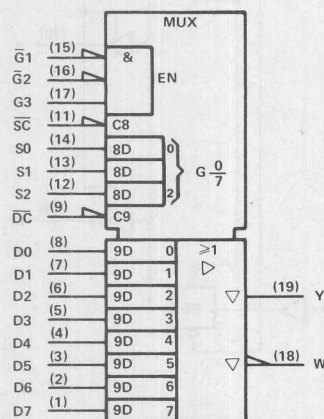 MUX
G̅1 (15) &
G̅2 (16) EN
G3 (17)
S̅C̅ (11) C8
S0 (14) 8D 0
S1 (13) 8D G 0/7
S2 (12) 8D 2
D̅C̅ (9) C9
D0 (8) 9D 0 ≥1
D1 (7) 9D 1 ▷
D2 (6) 9D 2 ▽ (19) Y
D3 (5) 9D 3
D4 (4) 9D 4
D5 (3) 9D 5 ▽ (18) W
D6 (2) 9D 6
D7 (1) 9D 7